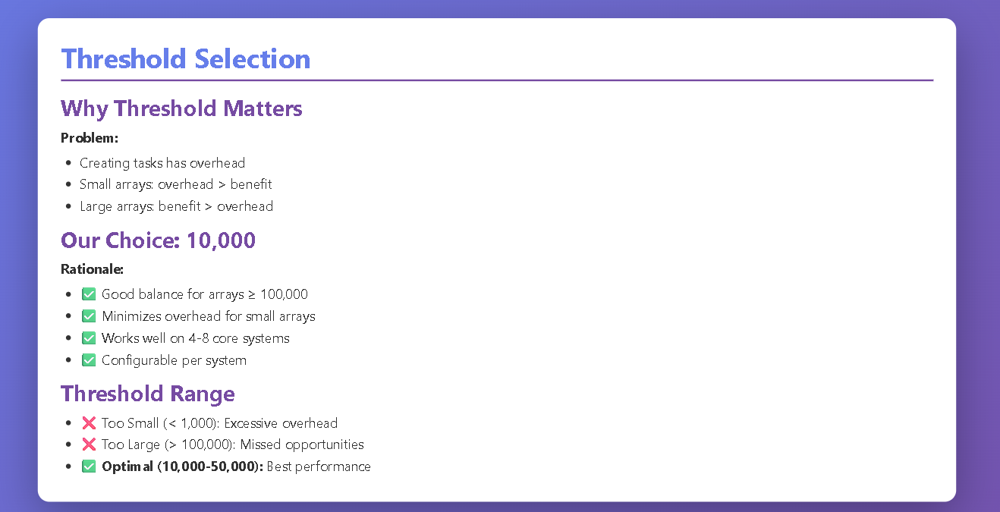 Threshold Selection
Why Threshold Matters
Problem:
• Creating tasks has overhead
• Small arrays: overhead > benefit
• Large arrays: benefit > overhead
Our Choice: 10,000
Rationale:
• ✅ Good balance for arrays ≥ 100,000
• ✅ Minimizes overhead for small arrays
• ✅ Works well on 4-8 core systems
• ✅ Configurable per system
Threshold Range
• ❌ Too Small (< 1,000): Excessive overhead
• ❌ Too Large (> 100,000): Missed opportunities
• ✅ Optimal (10,000-50,000): Best performance